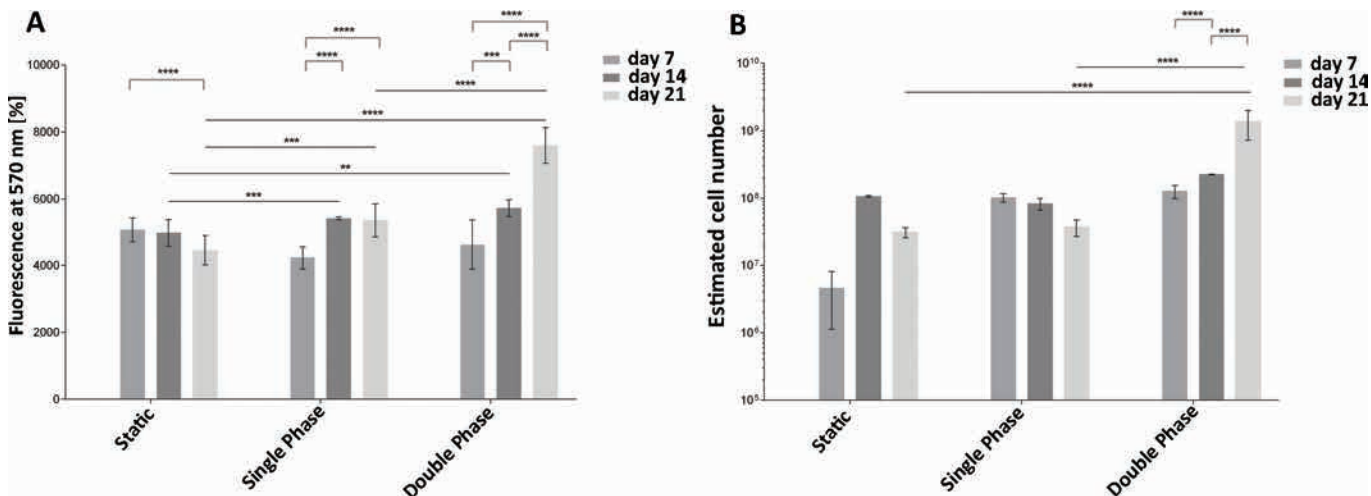 A
****
****
****
****
****
***
day 7
day 14
day 21
****
****
***
**
***
Fluorescence at 570 nm [%]
10000
8000
6000
4000
2000
0
Static
Single Phase
Double Phase
B
****
****
****
****
day 7
day 14
day 21
Estimated cell number
10¹⁰
10⁹
10⁸
10⁷
10⁶
10⁵
Static
Single Phase
Double Phase